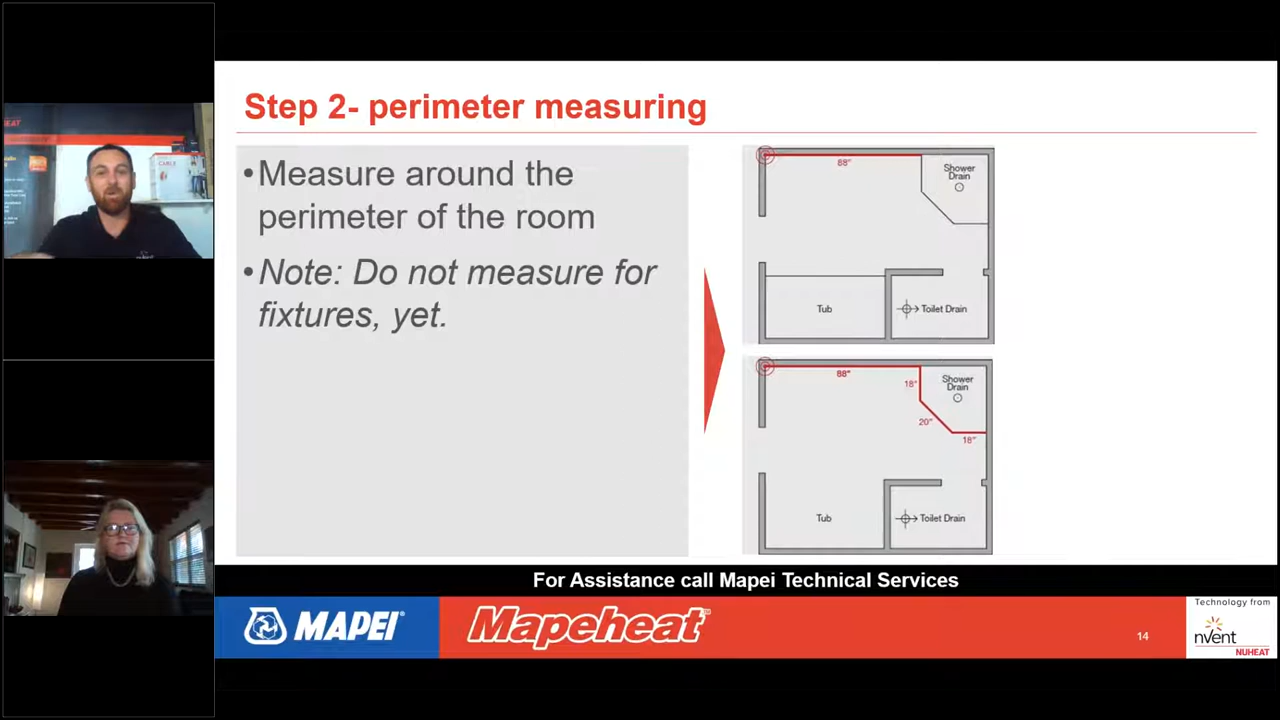 Step 2- perimeter measuring
•Measure around the
perimeter of the room
•Note: Do not measure for
fixtures, yet.
88"
Shower
Drain
Tub
Toilet Drain
88"
18"
Shower
Drain
20"
18"
Tub
Toilet Drain
For Assistance call Mapei Technical Services
MAPEI®
Mapeheat™
14
Technology from
nVent
NUHEAT
CABLE